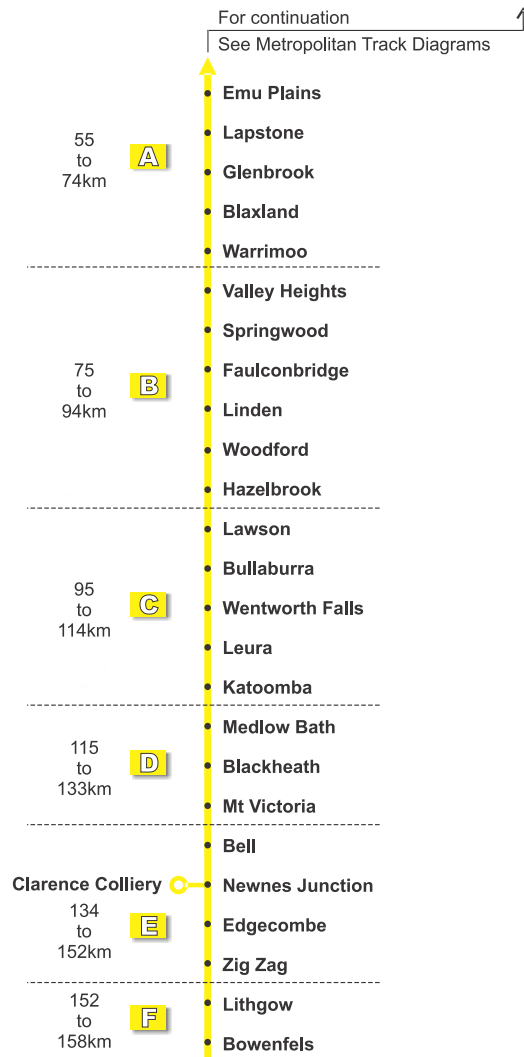 For continuation
See Metropolitan Track Diagrams
Emu Plains
Lapstone
55
to
74km
A
Glenbrook
Blaxland
Warrimoo
Valley Heights
Springwood
75
to
94km
B
Faulconbridge
Linden
Woodford
Hazelbrook
Lawson
Bullaburra
95
to
114km
C
Wentworth Falls
Leura
Katoomba
Medlow Bath
115
to
133km
D
Blackheath
Mt Victoria
Bell
Clarence Colliery
Newnes Junction
134
to
152km
E
Edgecombe
Zig Zag
152
to
158km
F
Lithgow
Bowenfels